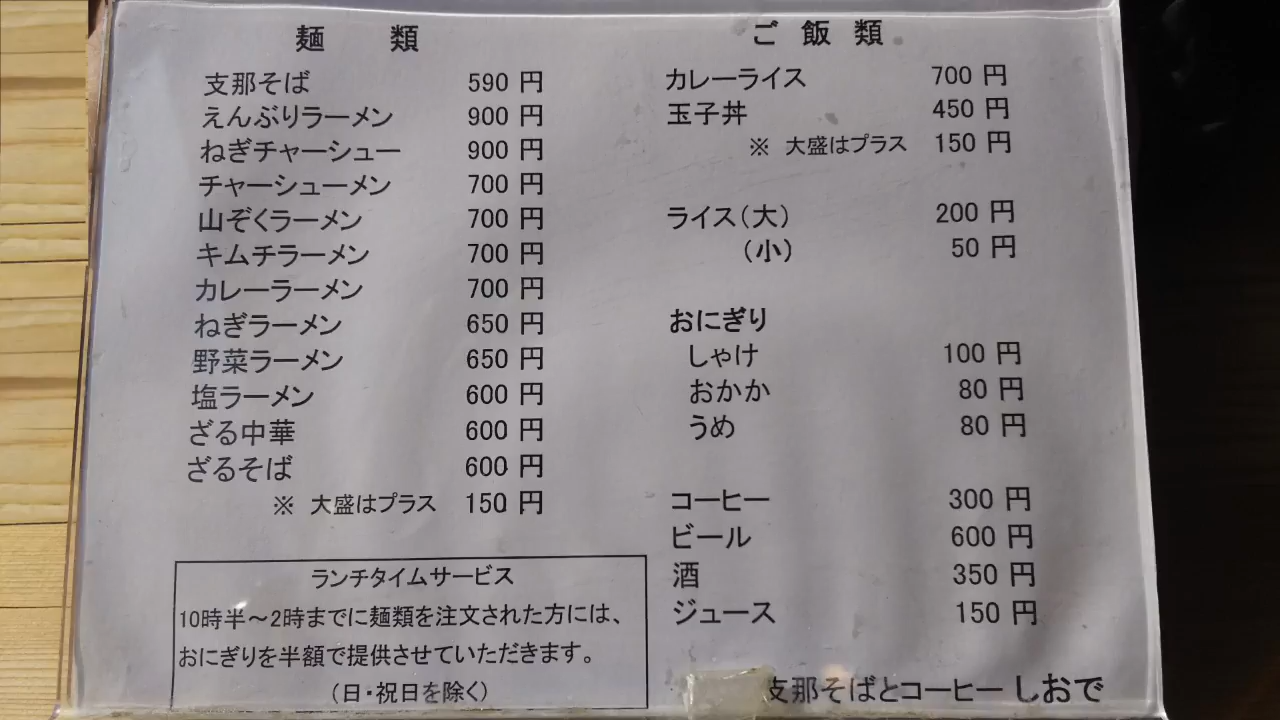 麺 類
支那そば 590 円
えんぶりラーメン 900 円
ねぎチャーシュー 900 円
チャーシューメン 700 円
山ぞくラーメン 700 円
キムチラーメン 700 円
カレーラーメン 700 円
ねぎラーメン 650 円
野菜ラーメン 650 円
塩ラーメン 600 円
ざる中華 600 円
ざるそば 600 円
※ 大盛はプラス 150 円
ランチタイムサービス
10時半～2時までに麺類を注文された方には、
おにぎりを半額で提供させていただきます。
（日・祝日を除く）
ご 飯 類
カレーライス 700 円
玉子丼 450 円
※ 大盛はプラス 150 円
ライス（大） 200 円
（小） 50 円
おにぎり
しゃけ 100 円
おかか 80 円
うめ 80 円
コーヒー 300 円
ビール 600 円
酒 350 円
ジュース 150 円
支那そばとコーヒー しおで